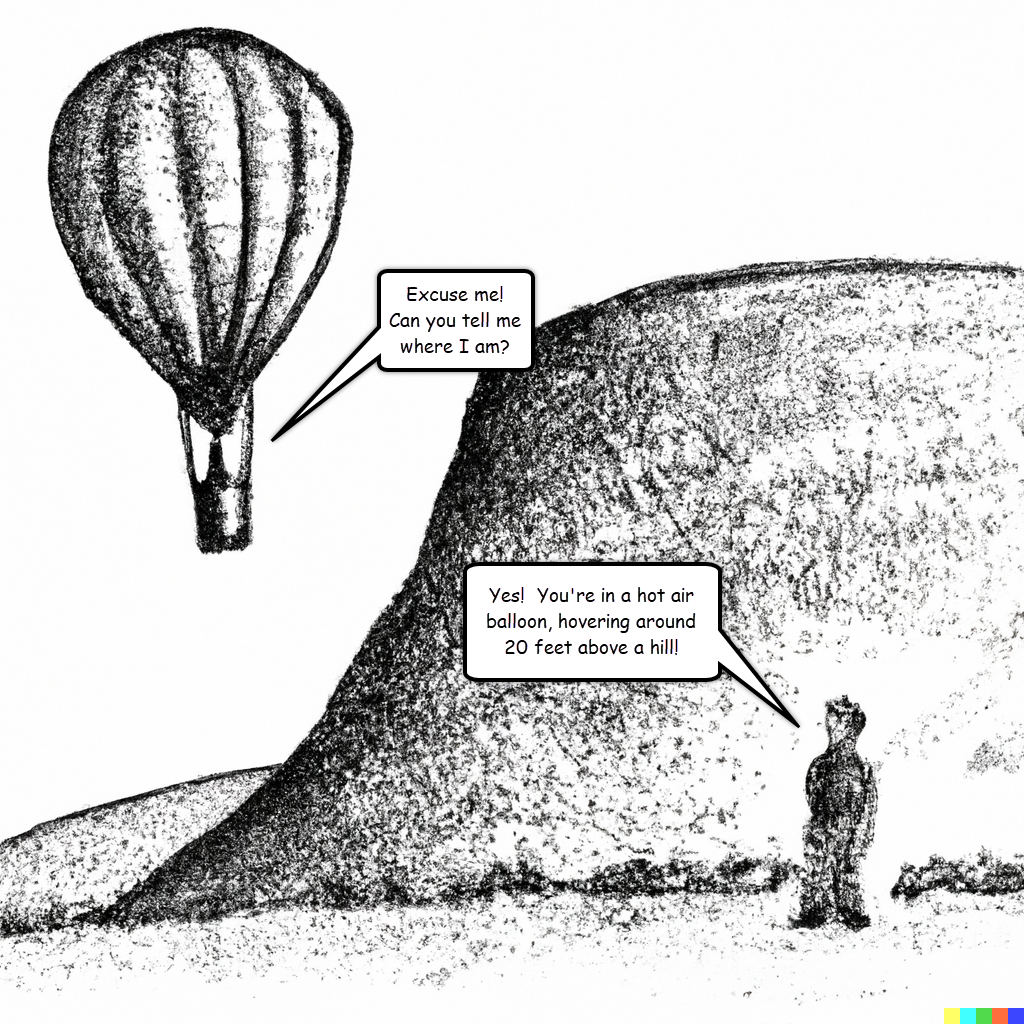 Excuse me!
Can you tell me
where I am?
Yes!  You're in a hot air
balloon, hovering around
20 feet above a hill!